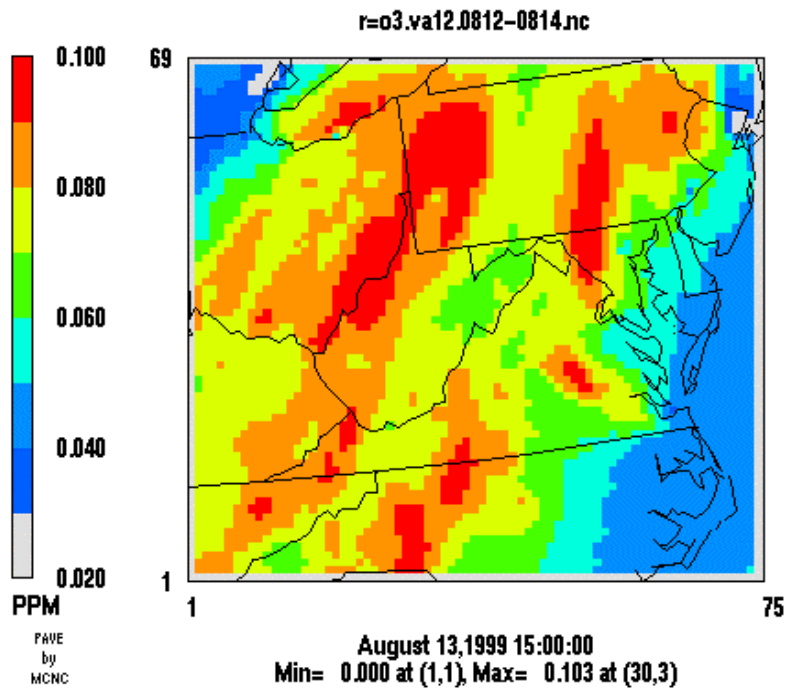 r=o3.va12.0812-0814.nc
0.100
0.080
0.060
0.040
0.020
PPM
PAVE
by
MCNC
69
1
1
75
August 13,1999 15:00:00
Min= 0.000 at (1,1), Max= 0.103 at (30,3)